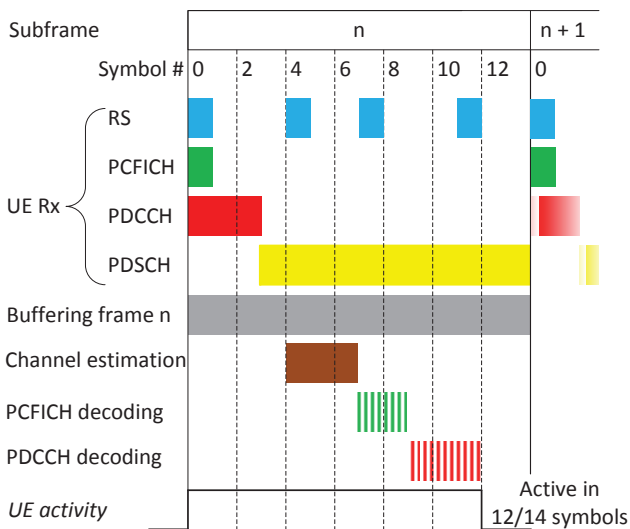 Subframe n n + 1
Symbol # 0 2 4 6 8 10 12 0
RS
PCFICH
UE Rx
PDCCH
PDSCH
Buffering frame n
Channel estimation
PCFICH decoding
PDCCH decoding
UE activity
Active in
12/14 symbols